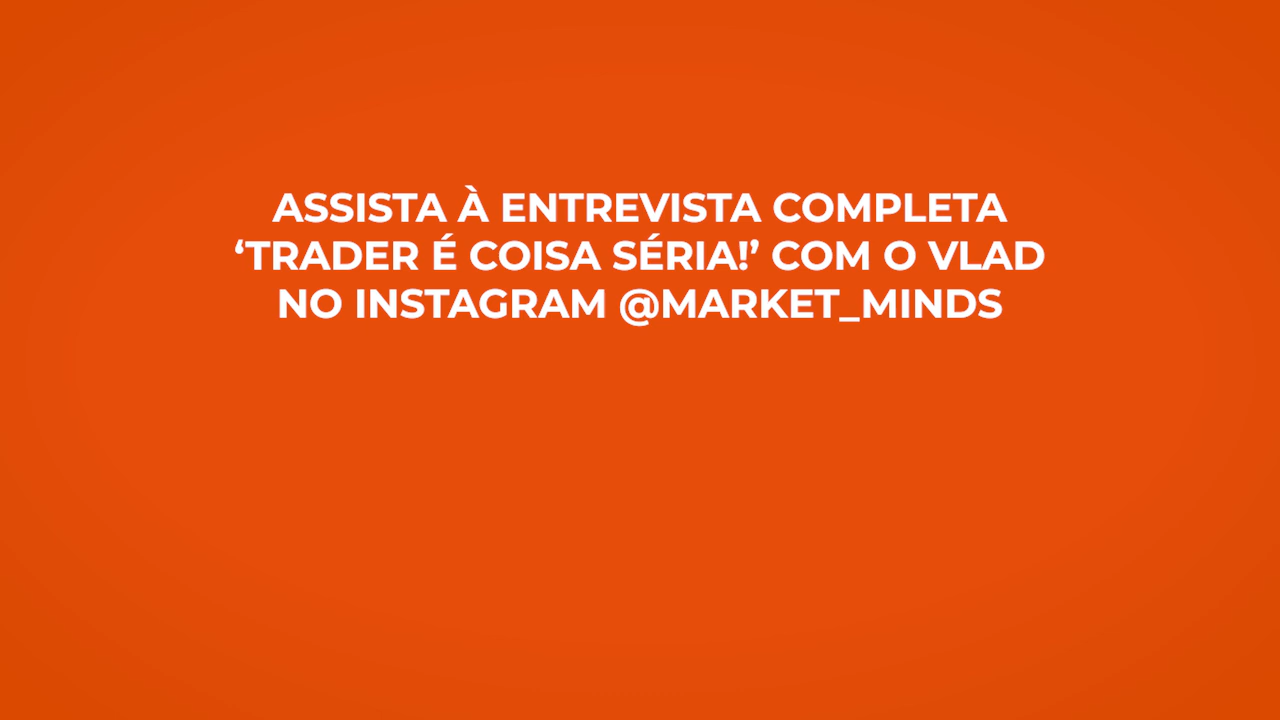 ASSISTA À ENTREVISTA COMPLETA
‘TRADER É COISA SÉRIA!’ COM O VLAD
NO INSTAGRAM @MARKET_MINDS